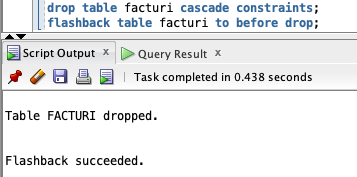 drop table facturi cascade constraints;
flashback table facturi to before drop;
Script Output x Query Result x
Task completed in 0.438 seconds
Table FACTURI dropped.
Flashback succeeded.